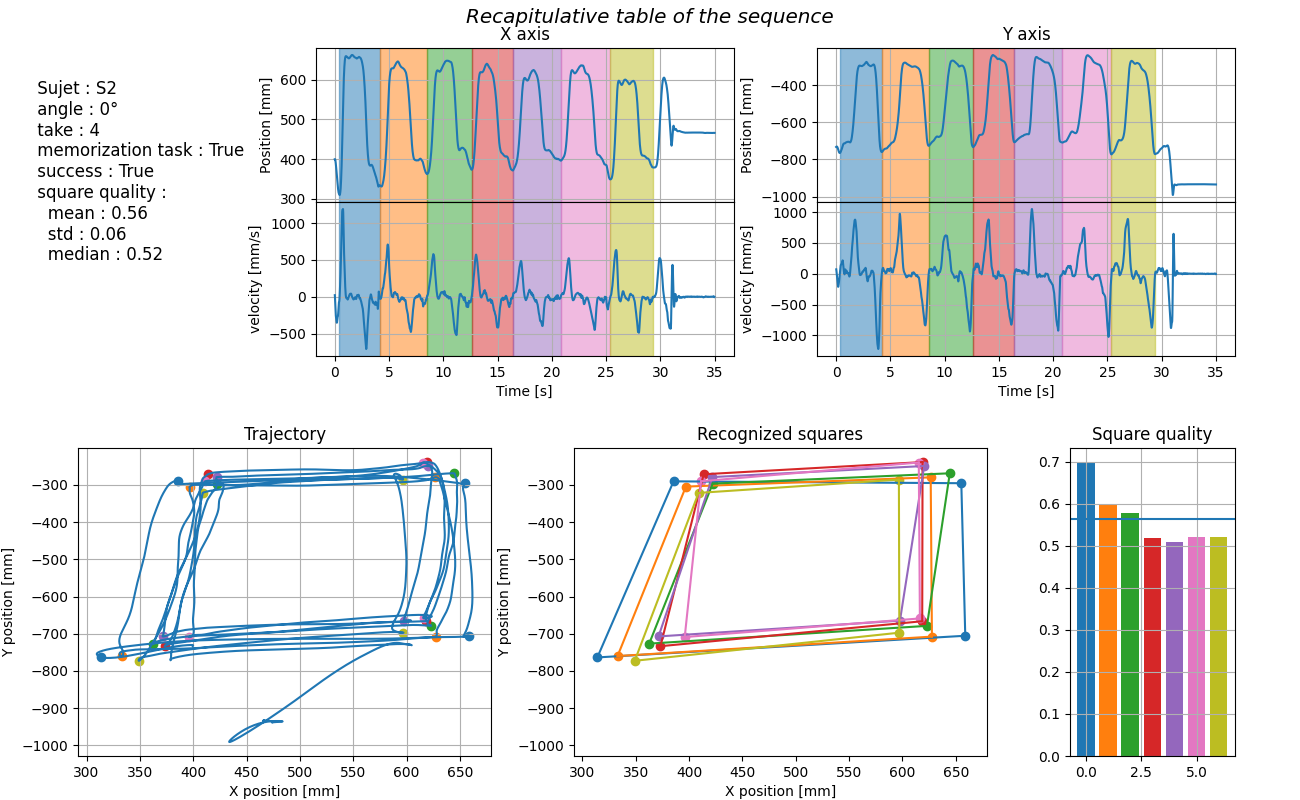 Recapitulative table of the sequence
X axis
Y axis
Sujet : S2
angle : 0°
take : 4
memorization task : True
success : True
square quality :
mean : 0.56
std : 0.06
median : 0.52
Position [mm]
600
500
400
300
velocity [mm/s]
1000
500
0
−500
0 5 10 15 20 25 30 35
Time [s]
Position [mm]
−400
−600
−800
−1000
velocity [mm/s]
1000
500
0
−500
−1000
0 5 10 15 20 25 30 35
Time [s]
Trajectory
Y position [mm]
−300
−400
−500
−600
−700
−800
−900
−1000
300 350 400 450 500 550 600 650
X position [mm]
Recognized squares
Y position [mm]
−300
−400
−500
−600
−700
−800
−900
−1000
300 350 400 450 500 550 600 650
X position [mm]
Square quality
0.7
0.6
0.5
0.4
0.3
0.2
0.1
0.0
0.0 2.5 5.0